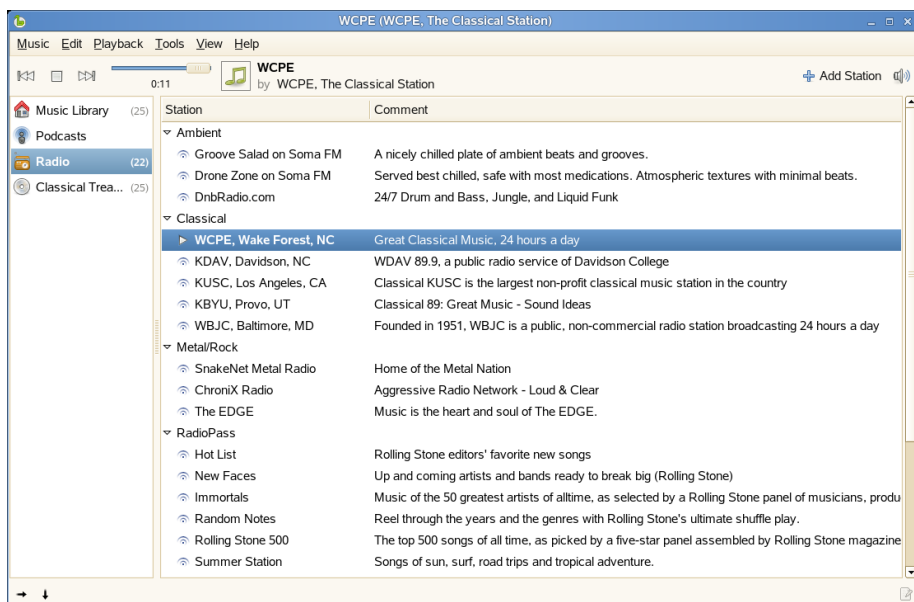 WCPE (WCPE, The Classical Station)
Music Edit Playback Tools View Help
WCPE
0:11 by WCPE, The Classical Station
Add Station
Music Library (25)
Podcasts
Radio (22)
Classical Trea... (25)
Station Comment
Ambient
Groove Salad on Soma FM A nicely chilled plate of ambient beats and grooves.
Drone Zone on Soma FM Served best chilled, safe with most medications. Atmospheric textures with minimal beats.
DnbRadio.com 24/7 Drum and Bass, Jungle, and Liquid Funk
Classical
WCPE, Wake Forest, NC Great Classical Music, 24 hours a day
KDAV, Davidson, NC WDAV 89.9, a public radio service of Davidson College
KUSC, Los Angeles, CA Classical KUSC is the largest non-profit classical music station in the country
KBYU, Provo, UT Classical 89: Great Music - Sound Ideas
WBJC, Baltimore, MD Founded in 1951, WBJC is a public, non-commercial radio station broadcasting 24 hours a day
Metal/Rock
SnakeNet Metal Radio Home of the Metal Nation
ChroniX Radio Aggressive Radio Network - Loud & Clear
The EDGE Music is the heart and soul of The EDGE.
RadioPass
Hot List Rolling Stone editors' favorite new songs
New Faces Up and coming artists and bands ready to break big (Rolling Stone)
Immortals Music of the 50 greatest artists of alltime, as selected by a Rolling Stone panel of musicians, produ
Random Notes Reel through the years and the genres with Rolling Stone's ultimate shuffle play.
Rolling Stone 500 The top 500 songs of all time, as picked by a five-star panel assembled by Rolling Stone magazine
Summer Station Songs of sun, surf, road trips and tropical adventure.